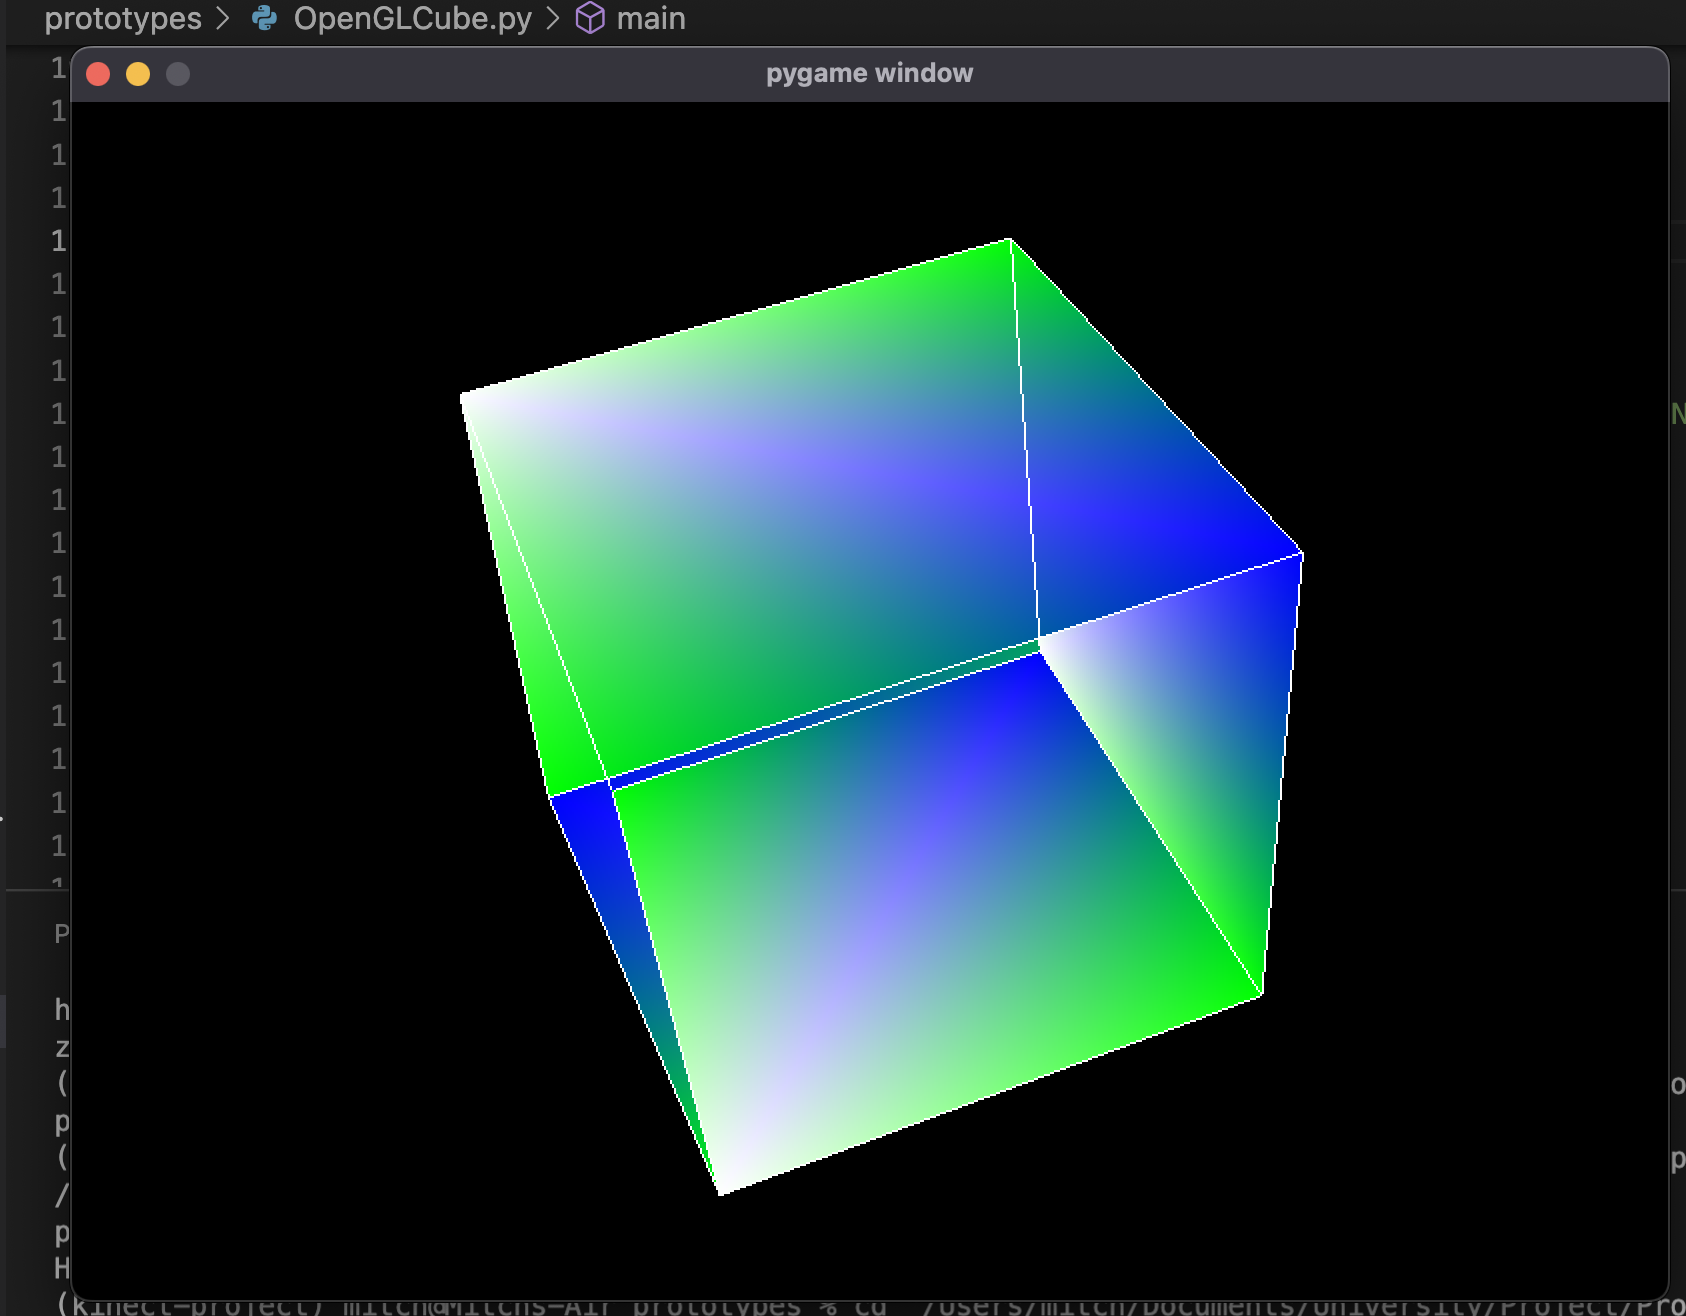 prototypes > OpenGLCube.py > main
pygame window
1
1
1
1
1
1
1
1
1
N
1
1
1
1
1
1
1
1
1
1
1
P
h
z
(
o
p
(
p
/
p
H
(kinect-project) mitch@Mitchs-Air prototypes % cd "/Users/mitch/Documents/University/Project/Pro